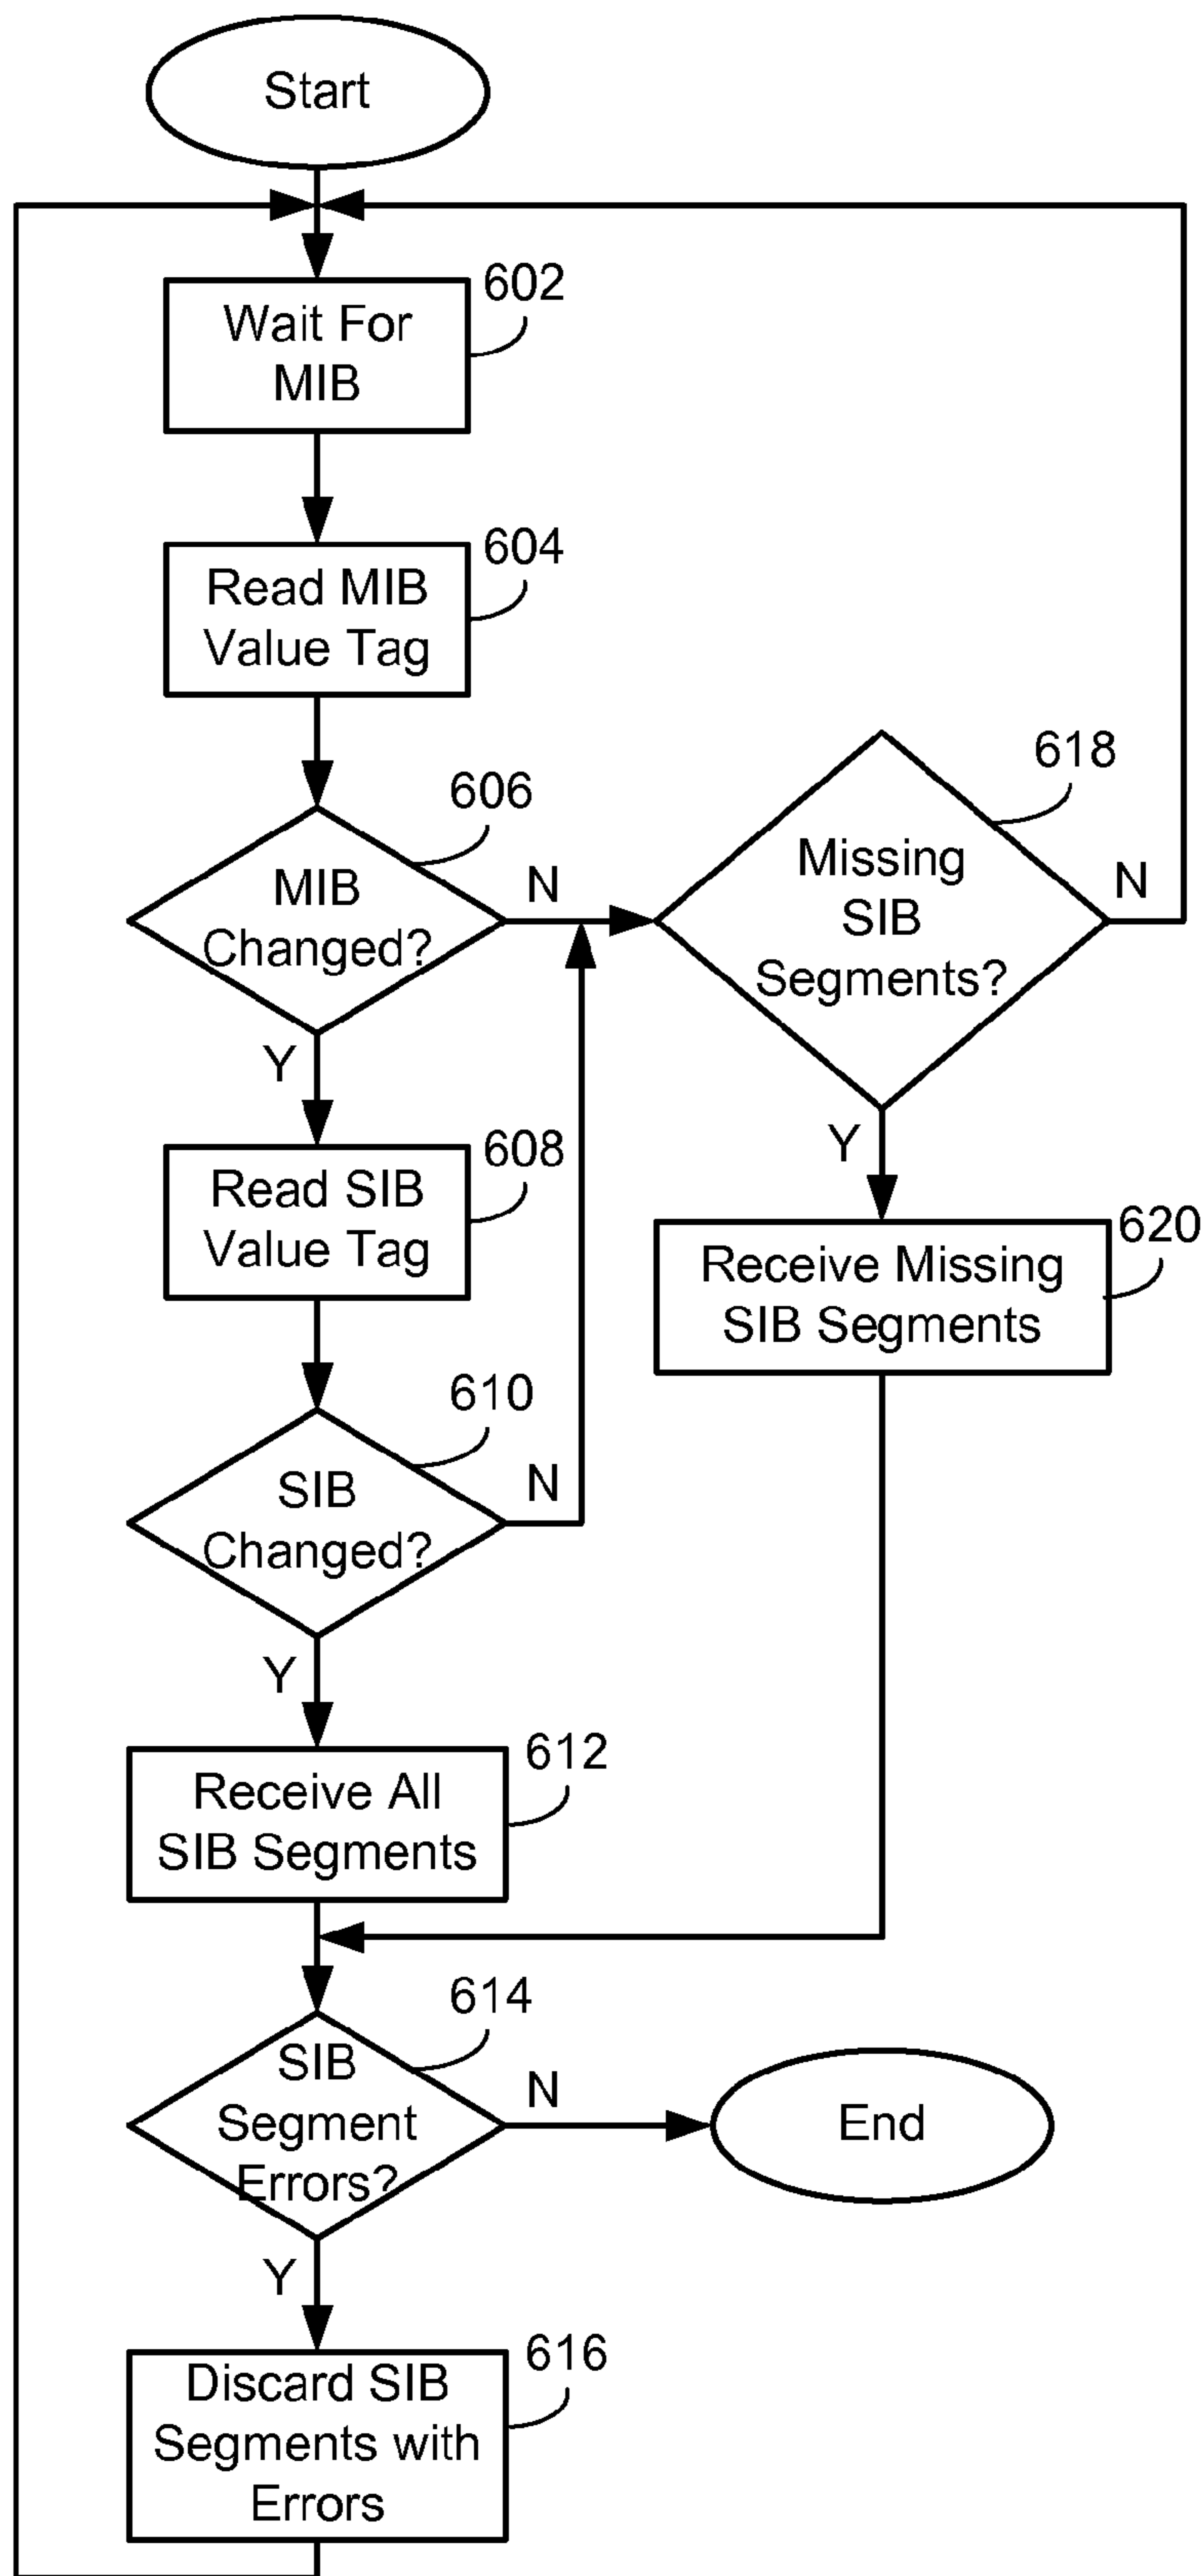 Start
602
Wait For
MIB
604
Read MIB
Value Tag
606
MIB
Changed?
N
Y
618
Missing
SIB
Segments?
N
Y
608
Read SIB
Value Tag
620
Receive Missing
SIB Segments
610
SIB
Changed?
N
Y
612
Receive All
SIB Segments
614
SIB
Segment
Errors?
N
End
Y
616
Discard SIB
Segments with
Errors